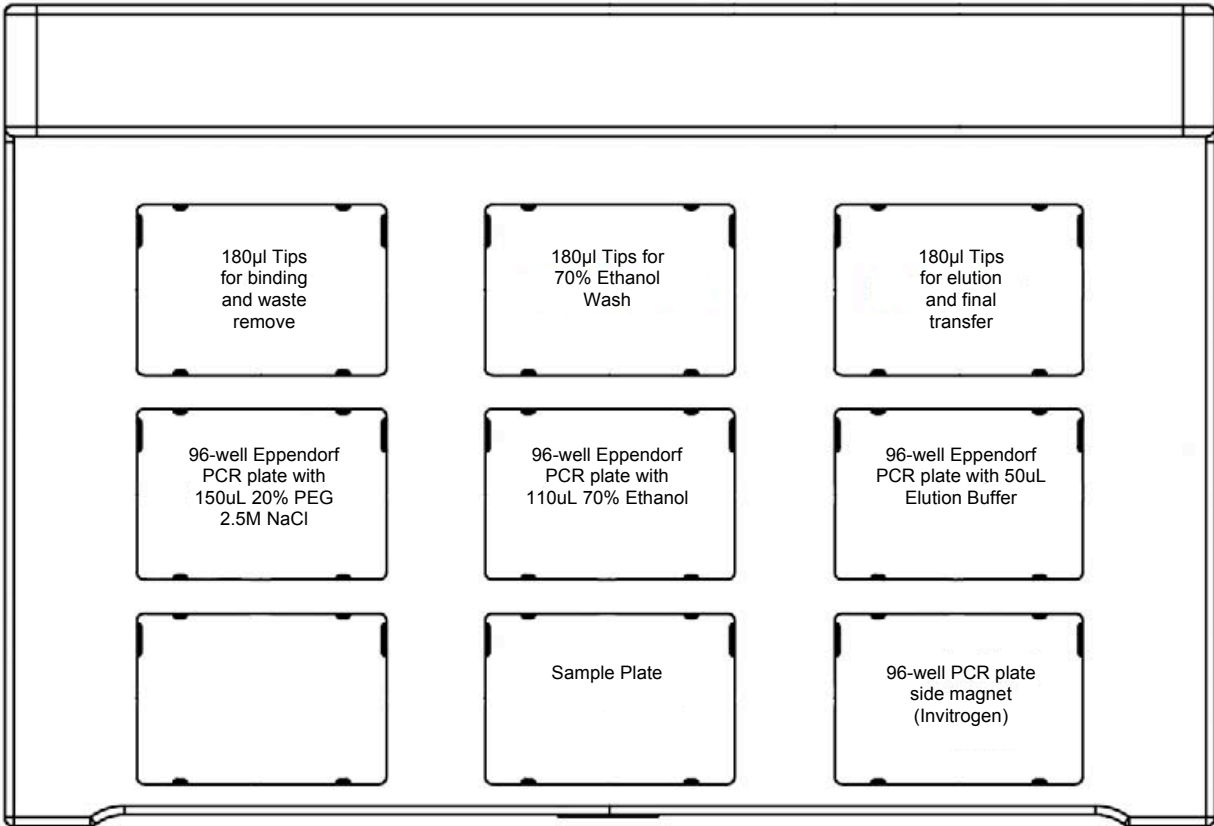 180µl Tips
for binding
and waste
remove
180µl Tips for
70% Ethanol
Wash
180µl Tips
for elution
and final
transfer
96-well Eppendorf
PCR plate with
150uL 20% PEG
2.5M NaCl
96-well Eppendorf
PCR plate with
110uL 70% Ethanol
96-well Eppendorf
PCR plate with 50uL
Elution Buffer
Sample Plate
96-well PCR plate
side magnet
(Invitrogen)